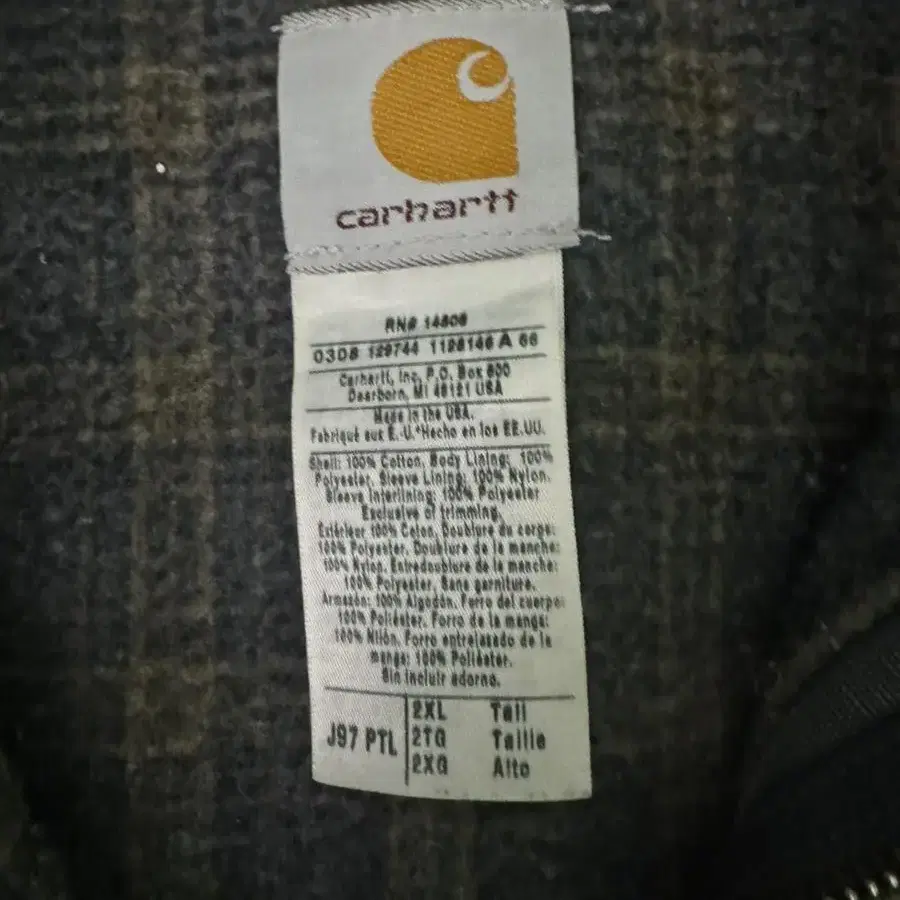 carhartt
RN# 14806
0308 129744 1128146 A 66
Carhartt, Inc, P.O. Box 600
Dearborn, MI 48121 USA
Made in the USA.
Fabriqué aux É.-U.*Hecho en los EE.UU.
Shell: 100% Cotton, Body Lining: 100%
Polyester, Sleeve Lining: 100% Nylon.
Sleeve Interlining: 100% Polyester
Exclusive of trimming.
Extérieur 100% Coton, Doublure du corps:
100% Polyester, Doublure de la manche:
100% Nylon, Entredoublure de la manche:
100% Polyester, Sans garniture.
Armazón: 100% Algodón, Forro del cuerpo:
100% Poliéster, Forro de la manga:
100% Nilón, Forro entrelazado de la
manga: 100% Poliéster.
Sin incluir adorno.
J97 PTL
2XL Tall
2TG Taille
2XG Alto